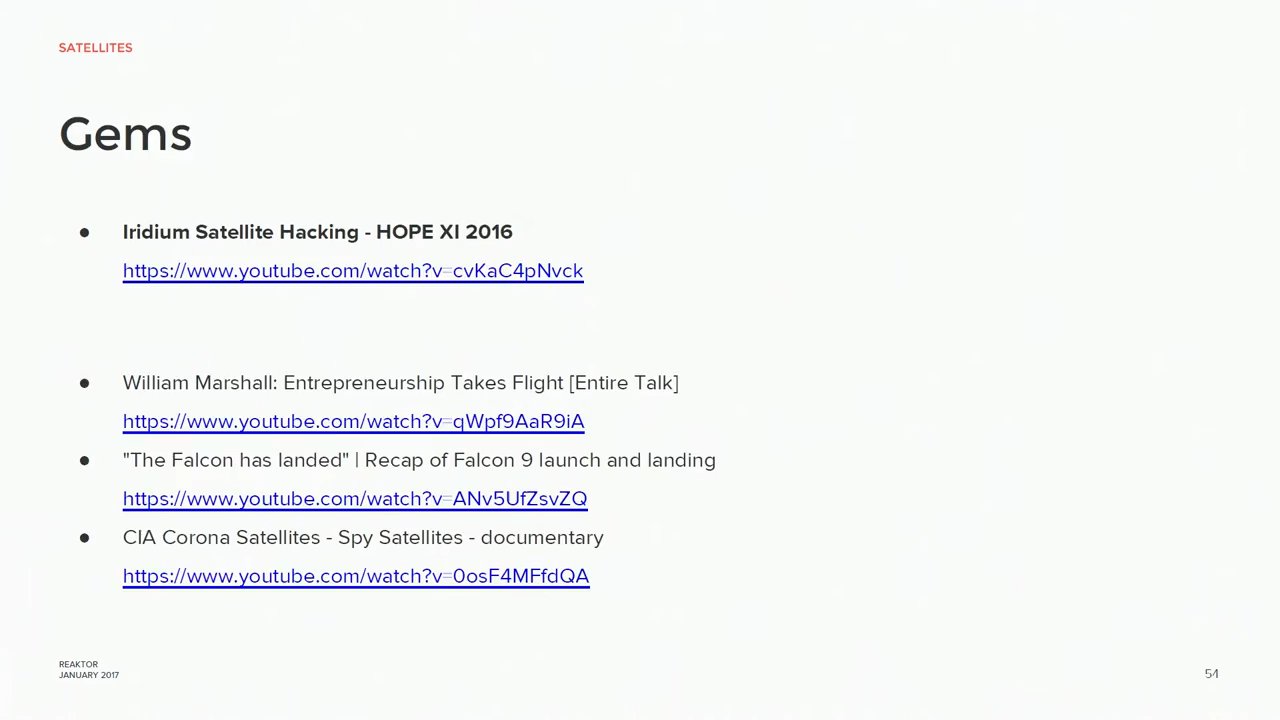 SATELLITES
Gems
● Iridium Satellite Hacking - HOPE XI 2016
https://www.youtube.com/watch?v=cvKaC4pNvck
● William Marshall: Entrepreneurship Takes Flight [Entire Talk]
https://www.youtube.com/watch?v=qWpf9AaR9iA
● "The Falcon has landed" | Recap of Falcon 9 launch and landing
https://www.youtube.com/watch?v=ANv5UfZsvZQ
● CIA Corona Satellites - Spy Satellites - documentary
https://www.youtube.com/watch?v=0osF4MFfdQA
REAKTOR
JANUARY 2017
54